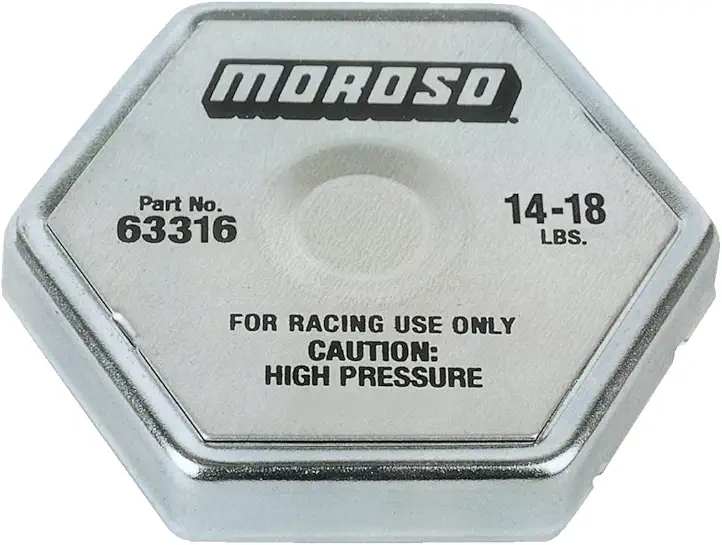 MOROSO
Part No.
63316
14-18
LBS.
FOR RACING USE ONLY
CAUTION:
HIGH PRESSURE